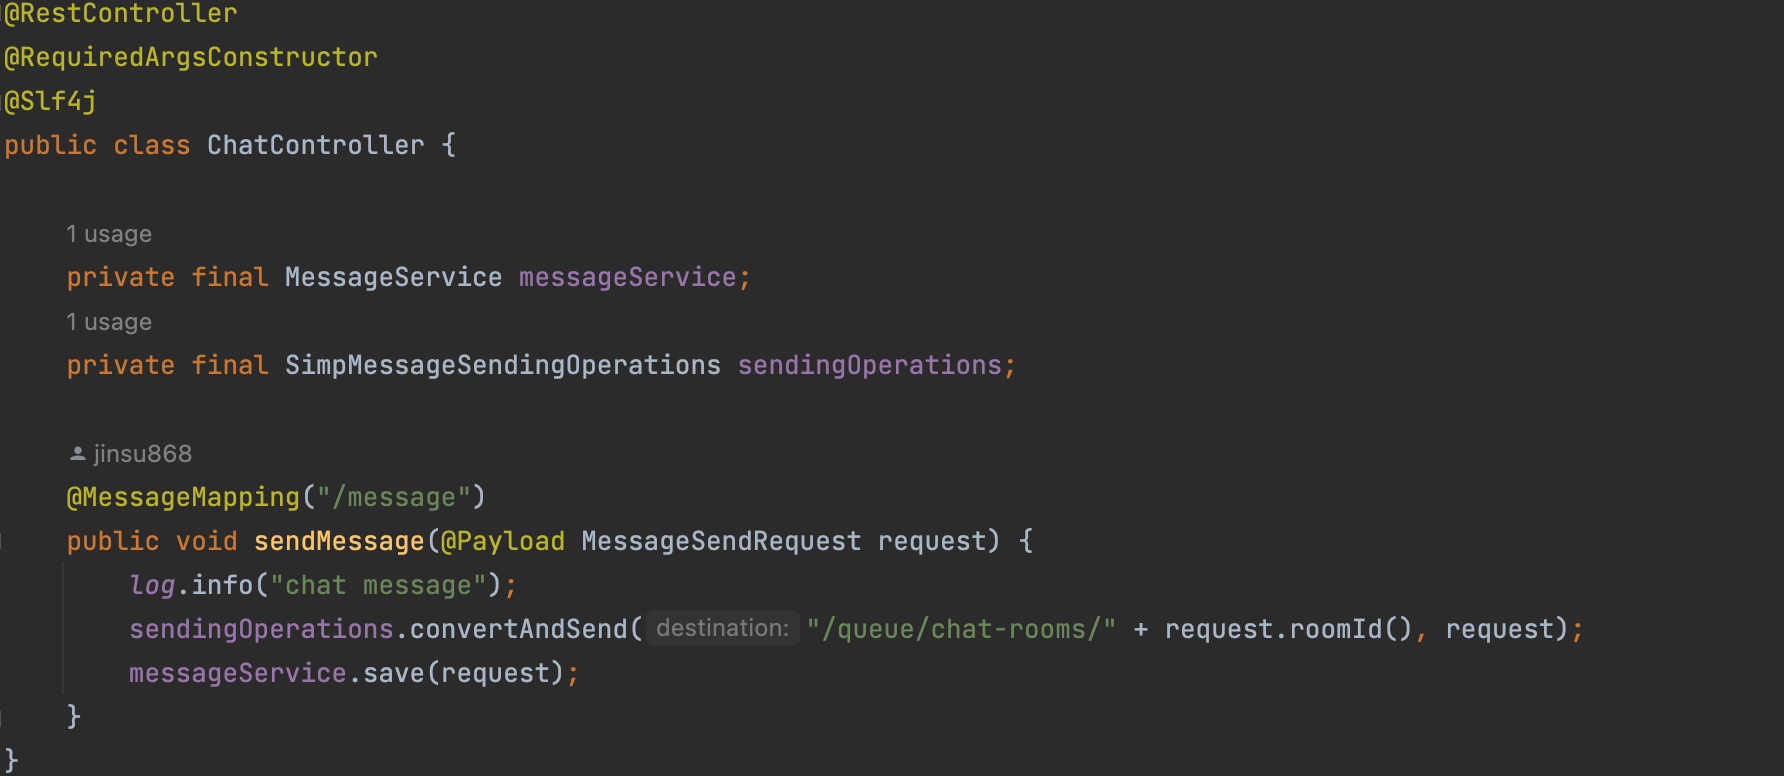 @RestController
@RequiredArgsConstructor
@Slf4j
public class ChatController {
1 usage
private final MessageService messageService;
1 usage
private final SimpMessageSendingOperations sendingOperations;
jinsu868
@MessageMapping("/message")
public void sendMessage(@Payload MessageSendRequest request) {
log.info("chat message");
sendingOperations.convertAndSend( destination: "/queue/chat-rooms/" + request.roomId(), request);
messageService.save(request);
}
}